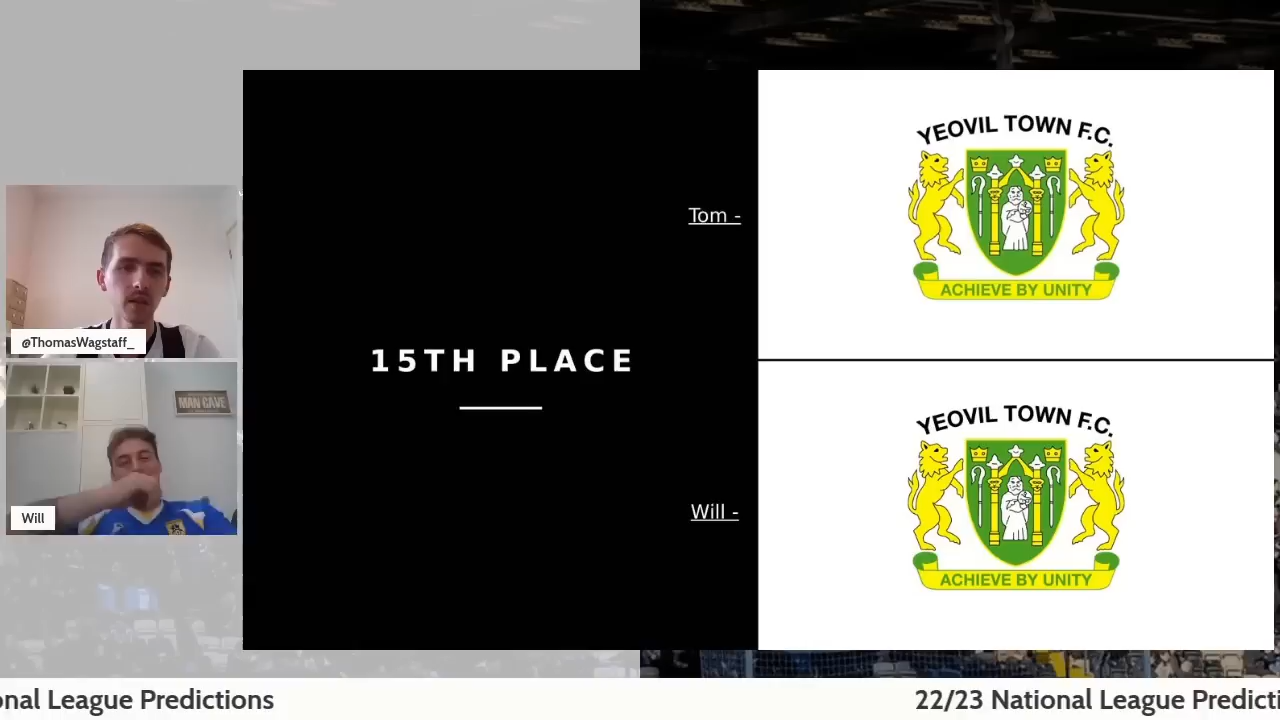 YEOVIL TOWN F.C.
Tom -
ACHIEVE BY UNITY
@ThomasWagstaff_
15TH PLACE
MAN CAVE
YEOVIL TOWN F.C.
Will
Will -
ACHIEVE BY UNITY
onal League Predictions
22/23 National League Predicti